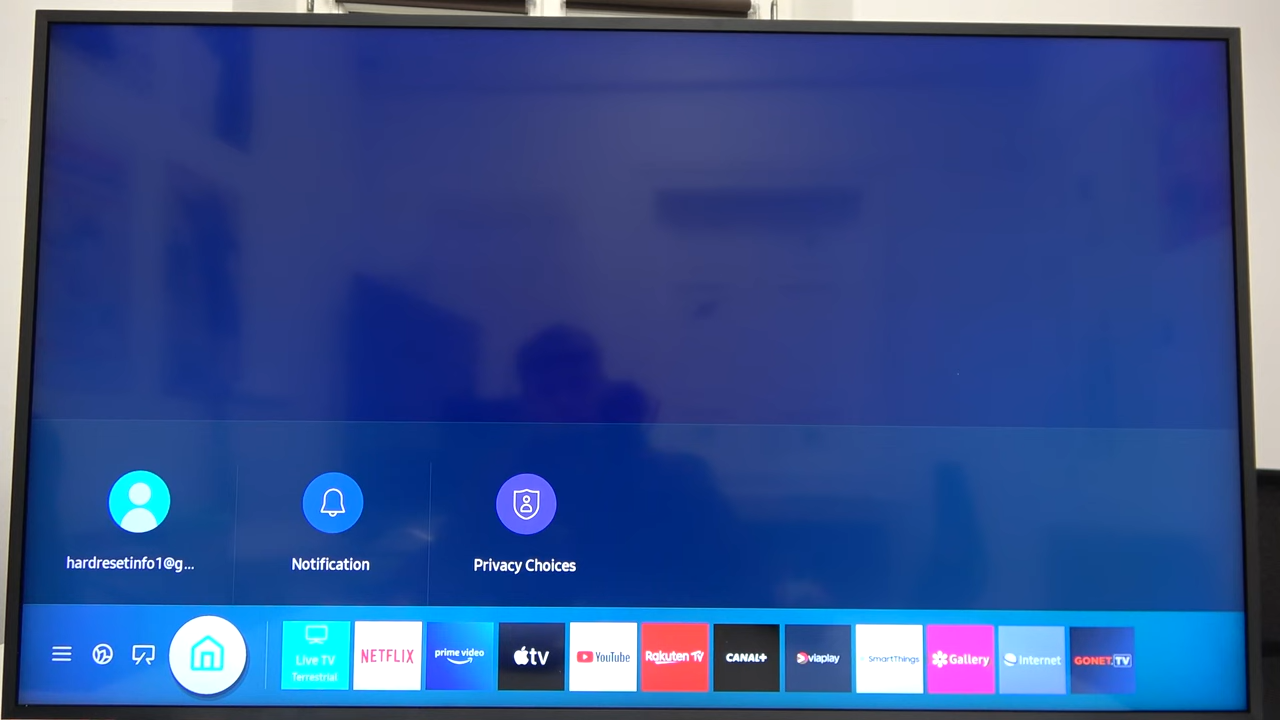 hardresetinfo1@g...
Notification
Privacy Choices
Live TV
Terrestrial
NETFLIX
prime video
tv
YouTube
Rakuten TV
CANAL+
viaplay
SmartThings
Gallery
Internet
GONET.TV